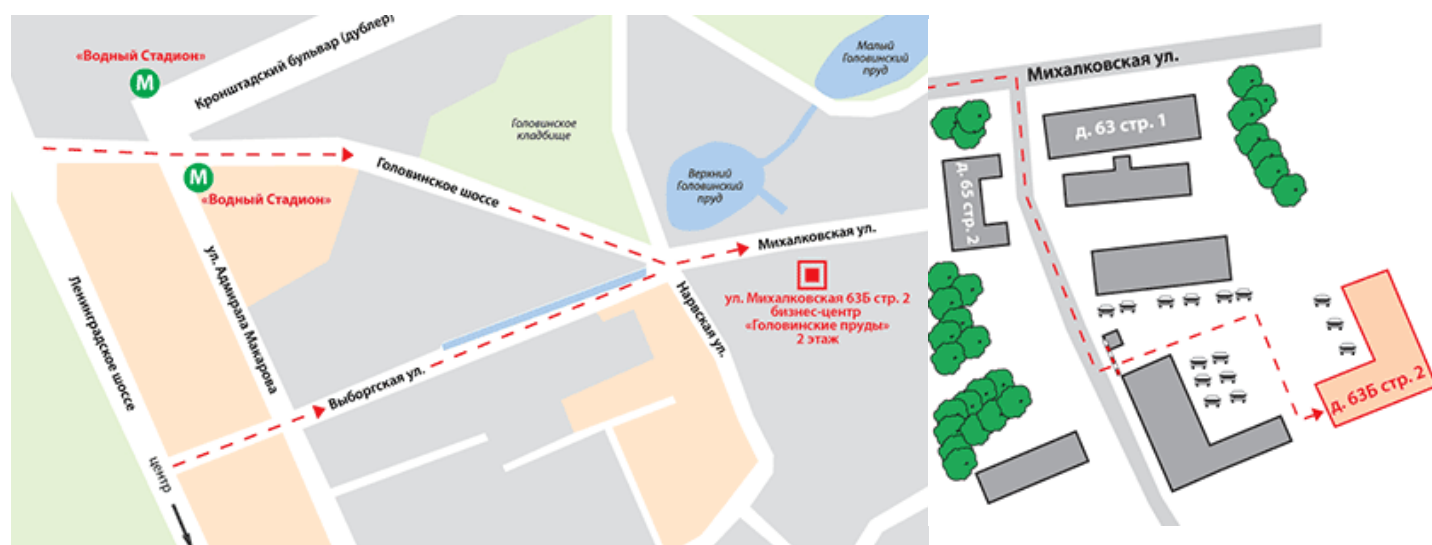 «Водный Стадион»
М
Кронштадский бульвар (дублер)
Малый
Головинский
пруд
Головинское
кладбище
Головинское шоссе
Верхний
Головинский
пруд
М
«Водный Стадион»
Михалковская ул.
ул. Михалковская 63Б стр. 2
бизнес-центр
«Головинские пруды»
2 этаж
Ленинградское шоссе
ул. Адмирала Макарова
Нарвская ул.
Выборгская ул.
центр
Михалковская ул.
д. 63 стр. 1
д. 65 стр. 2
д. 63Б стр. 2